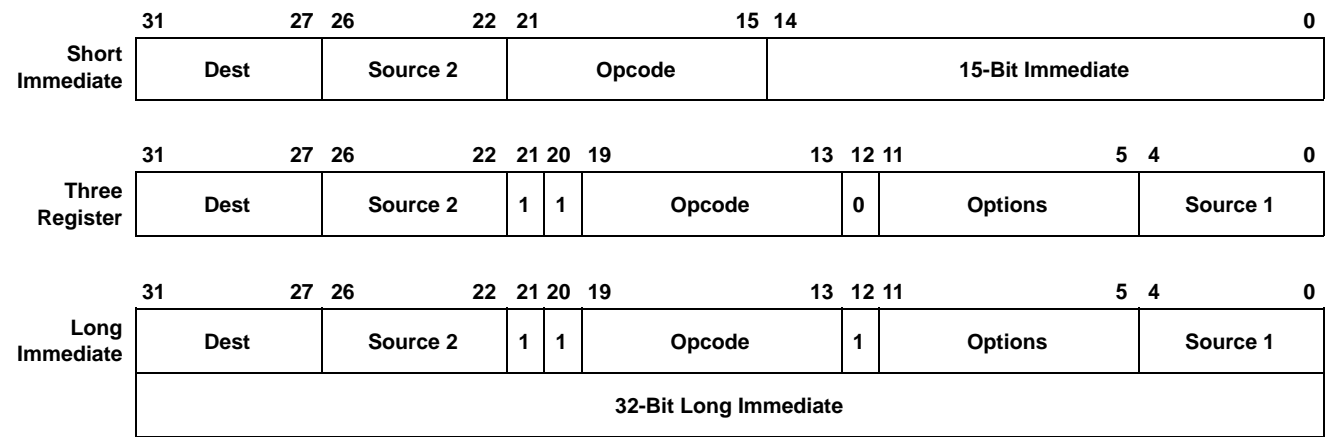 31 27 26 22 21 15 14 0
Short
Immediate
Dest Source 2 Opcode 15-Bit Immediate
31 27 26 22 21 20 19 13 12 11 5 4 0
Three
Register
Dest Source 2 1 1 Opcode 0 Options Source 1
31 27 26 22 21 20 19 13 12 11 5 4 0
Long
Immediate
Dest Source 2 1 1 Opcode 1 Options Source 1
32-Bit Long Immediate